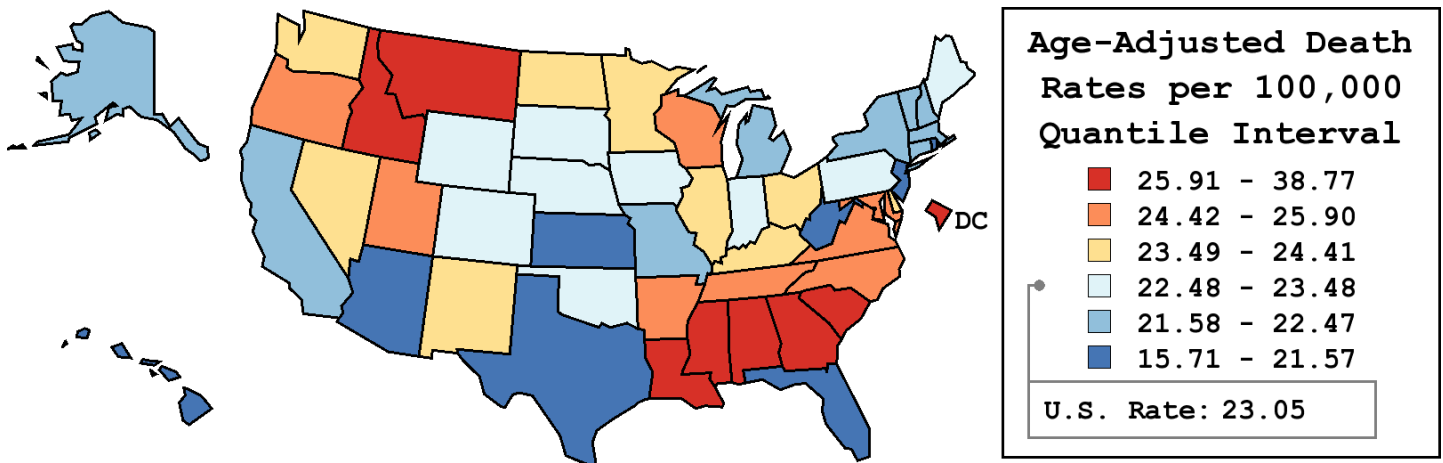 DC
Age-Adjusted Death
Rates per 100,000
Quantile Interval
25.91 - 38.77
24.42 - 25.90
23.49 - 24.41
22.48 - 23.48
21.58 - 22.47
15.71 - 21.57
U.S. Rate: 23.05